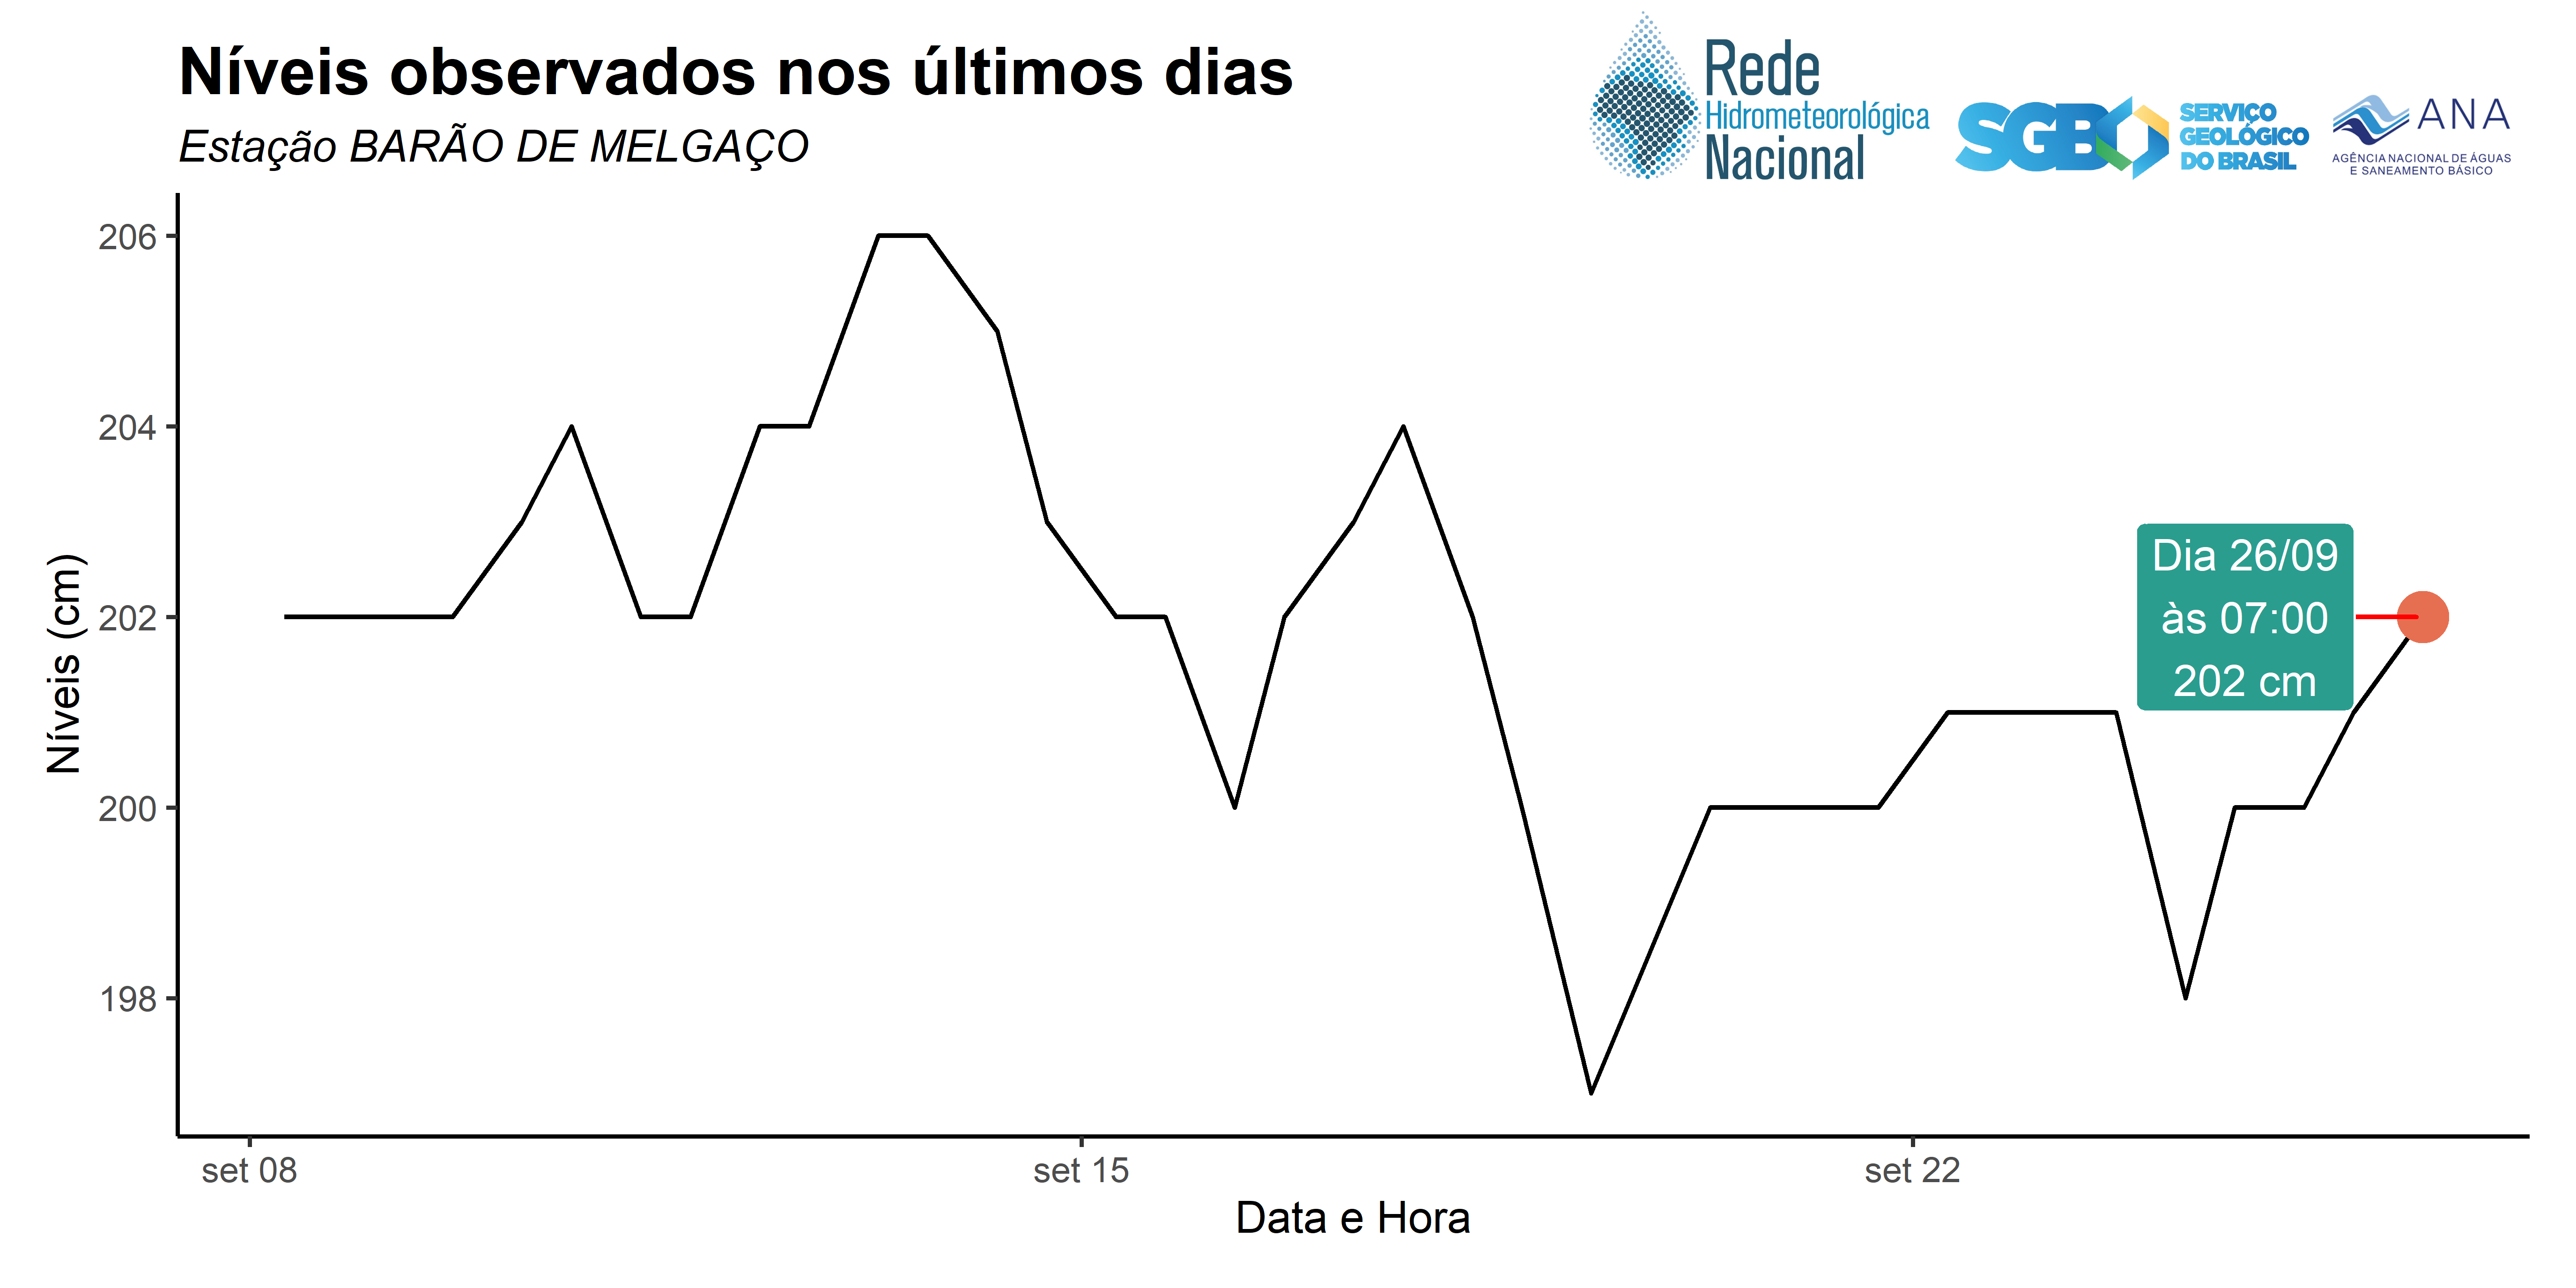 Níveis observados nos últimos dias
Estação BARÃO DE MELGAÇO
Rede
Hidrometeorológica
Nacional
SGB
SERVIÇO
GEOLÓGICO
DO BRASIL
ANA
AGÊNCIA NACIONAL DE ÁGUAS
E SANEAMENTO BÁSICO
Níveis (cm)
206
204
202
200
198
Dia 26/09
às 07:00
202 cm
set 08
set 15
set 22
Data e Hora